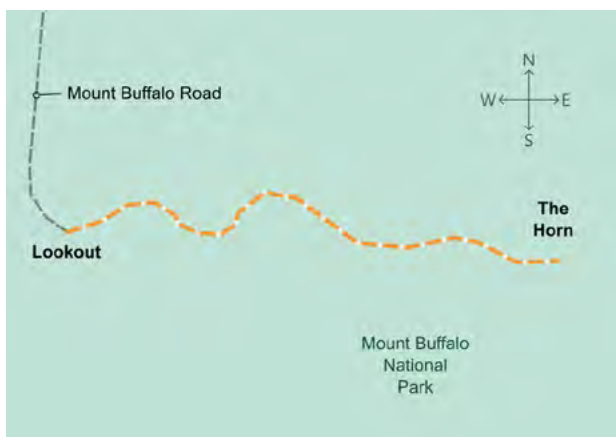 Mount Buffalo Road
N
W
E
S
The
Horn
Lookout
Mount Buffalo
National
Park